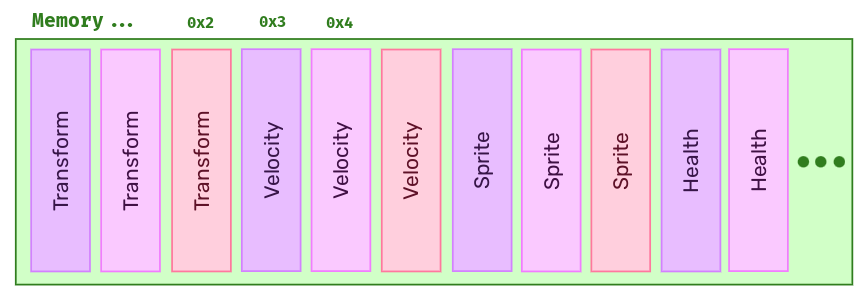 Memory ... 0x2 0x3 0x4
Transform
Transform
Transform
Velocity
Velocity
Velocity
Sprite
Sprite
Sprite
Health
Health
...